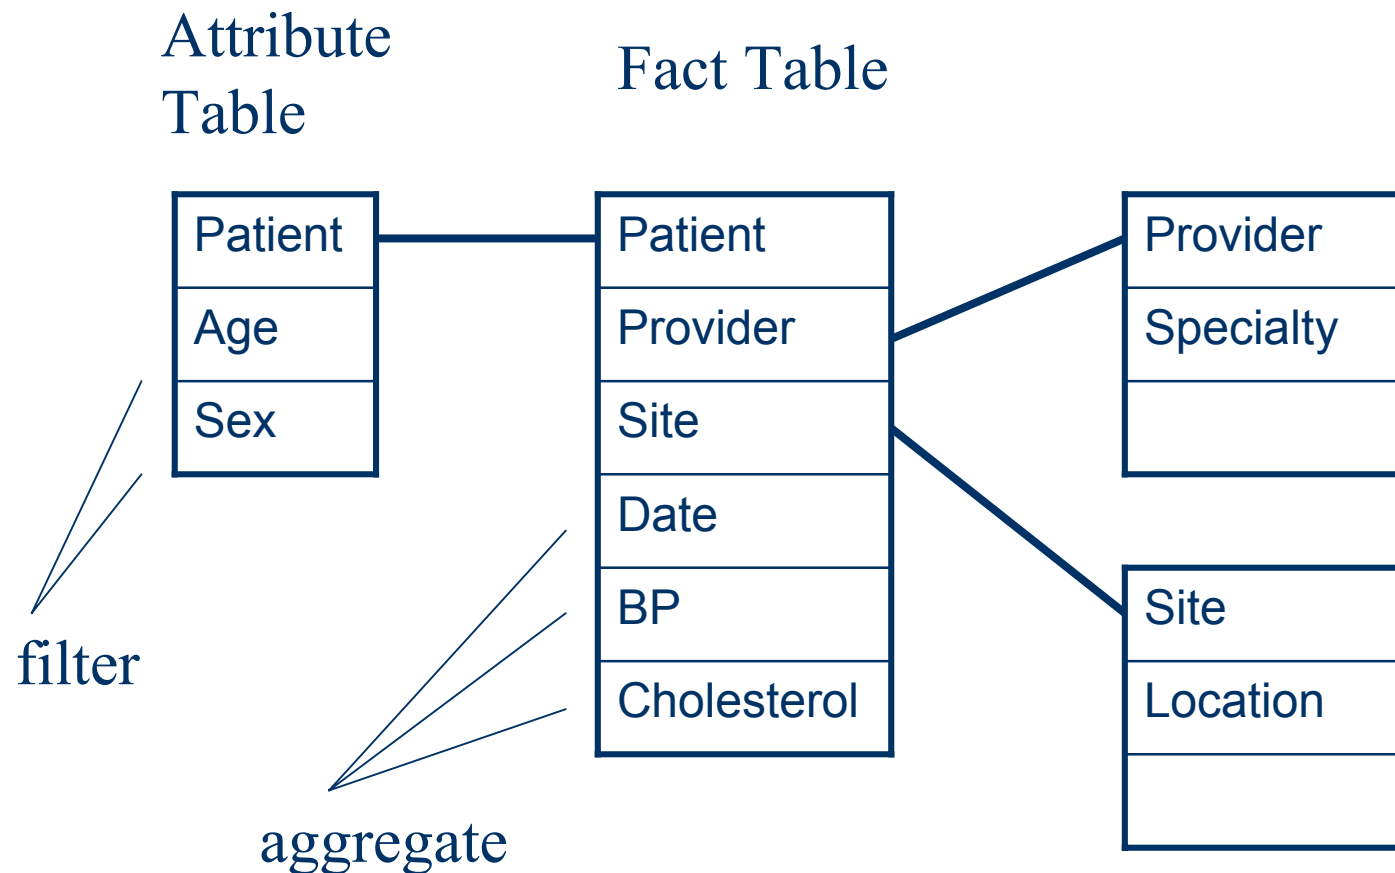 Attribute
Table
Fact Table
Patient
Age
Sex
Patient
Provider
Site
Date
BP
Cholesterol
Provider
Specialty
Site
Location
filter
aggregate